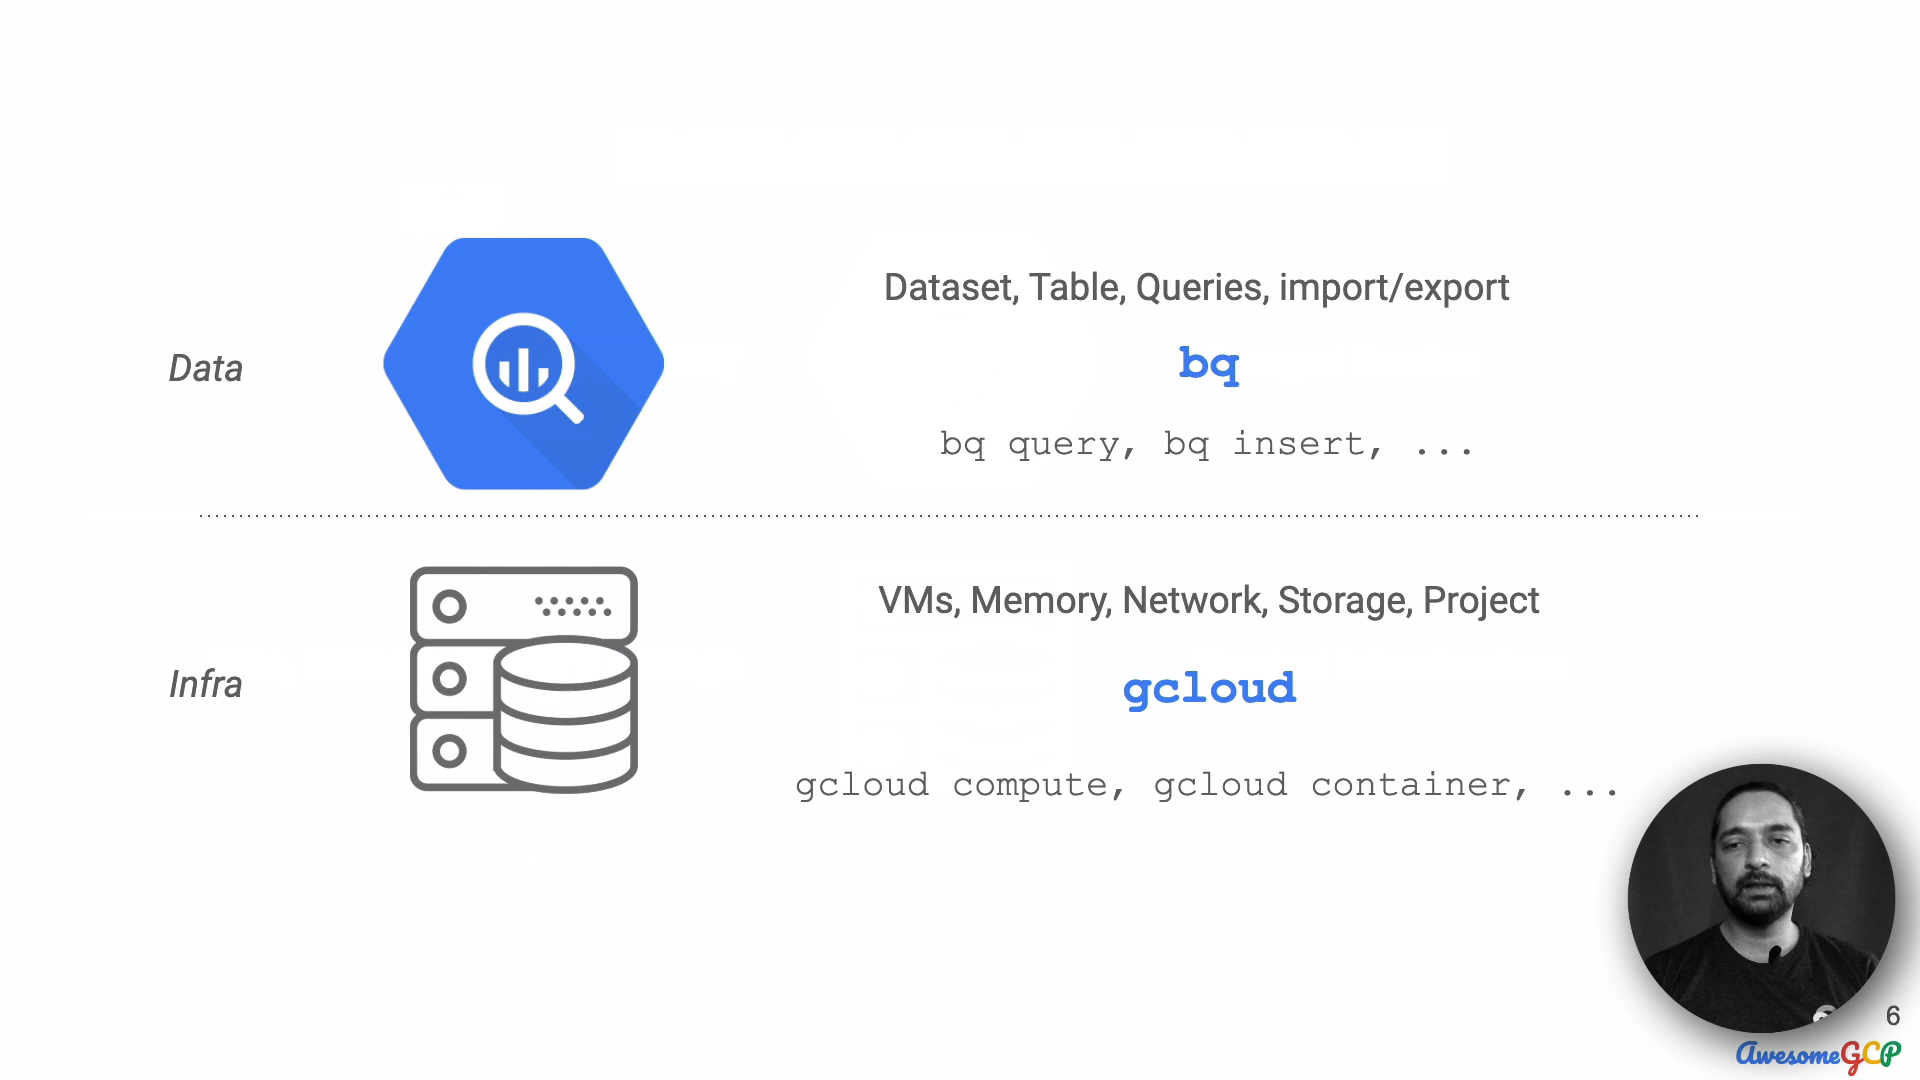 Data
Dataset, Table, Queries, import/export
bq
bq query, bq insert, ...
Infra
VMs, Memory, Network, Storage, Project
gcloud
gcloud compute, gcloud container, ...
6
AwesomeGCP